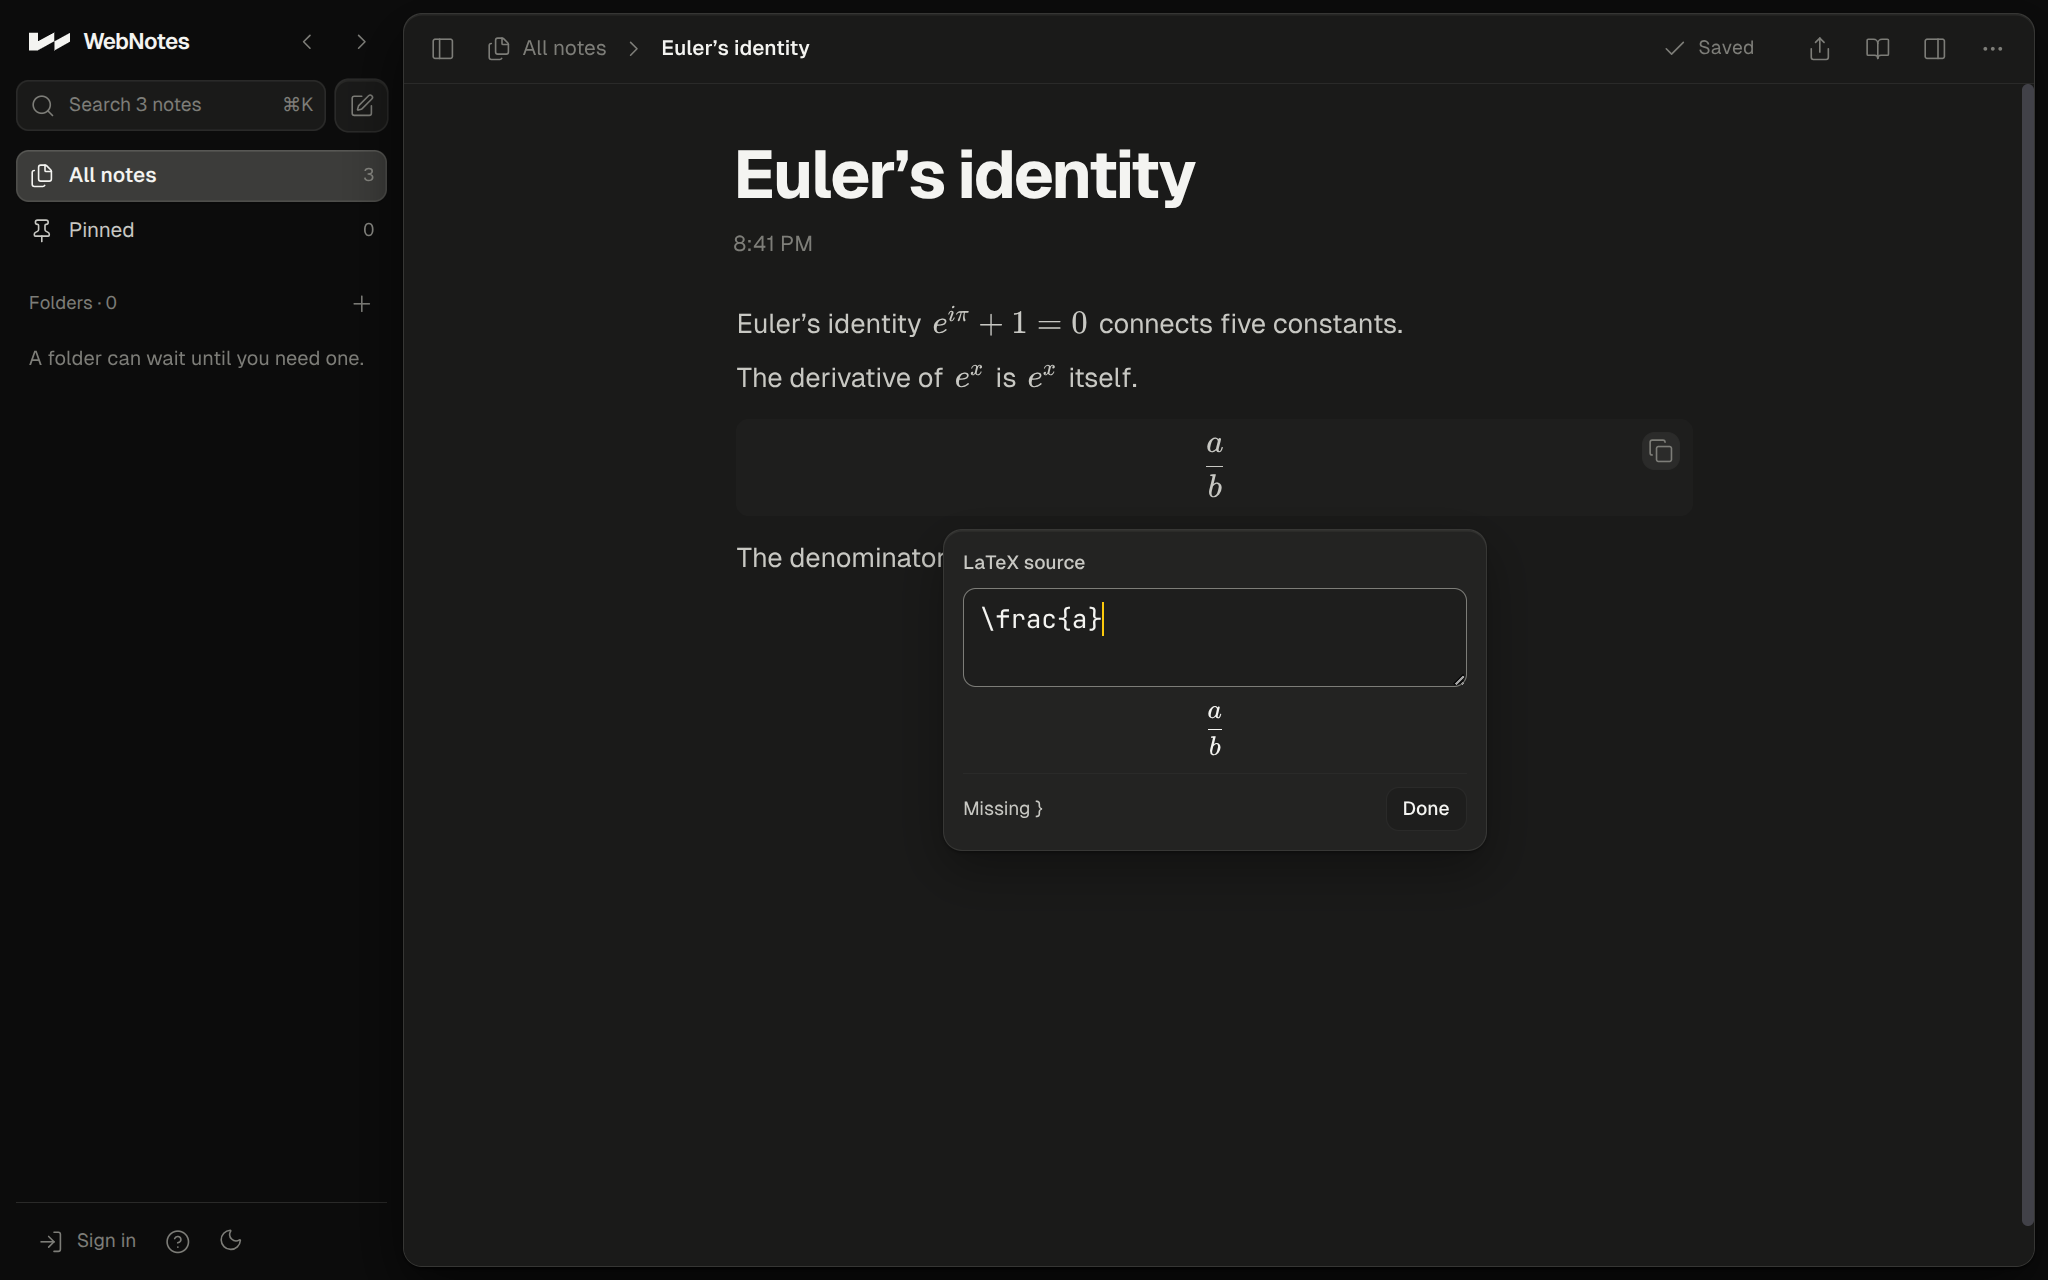 WebNotes
Search 3 notes ⌘K
All notes 3
Pinned 0
Folders · 0
A folder can wait until you need one.
Sign in
All notes > Euler’s identity
Saved
Euler’s identity
8:41 PM
Euler’s identity e^{iπ} + 1 = 0 connects five constants.
The derivative of e^x is e^x itself.
a
b
The denominator
LaTeX source
\frac{a}
a
b
Missing }
Done